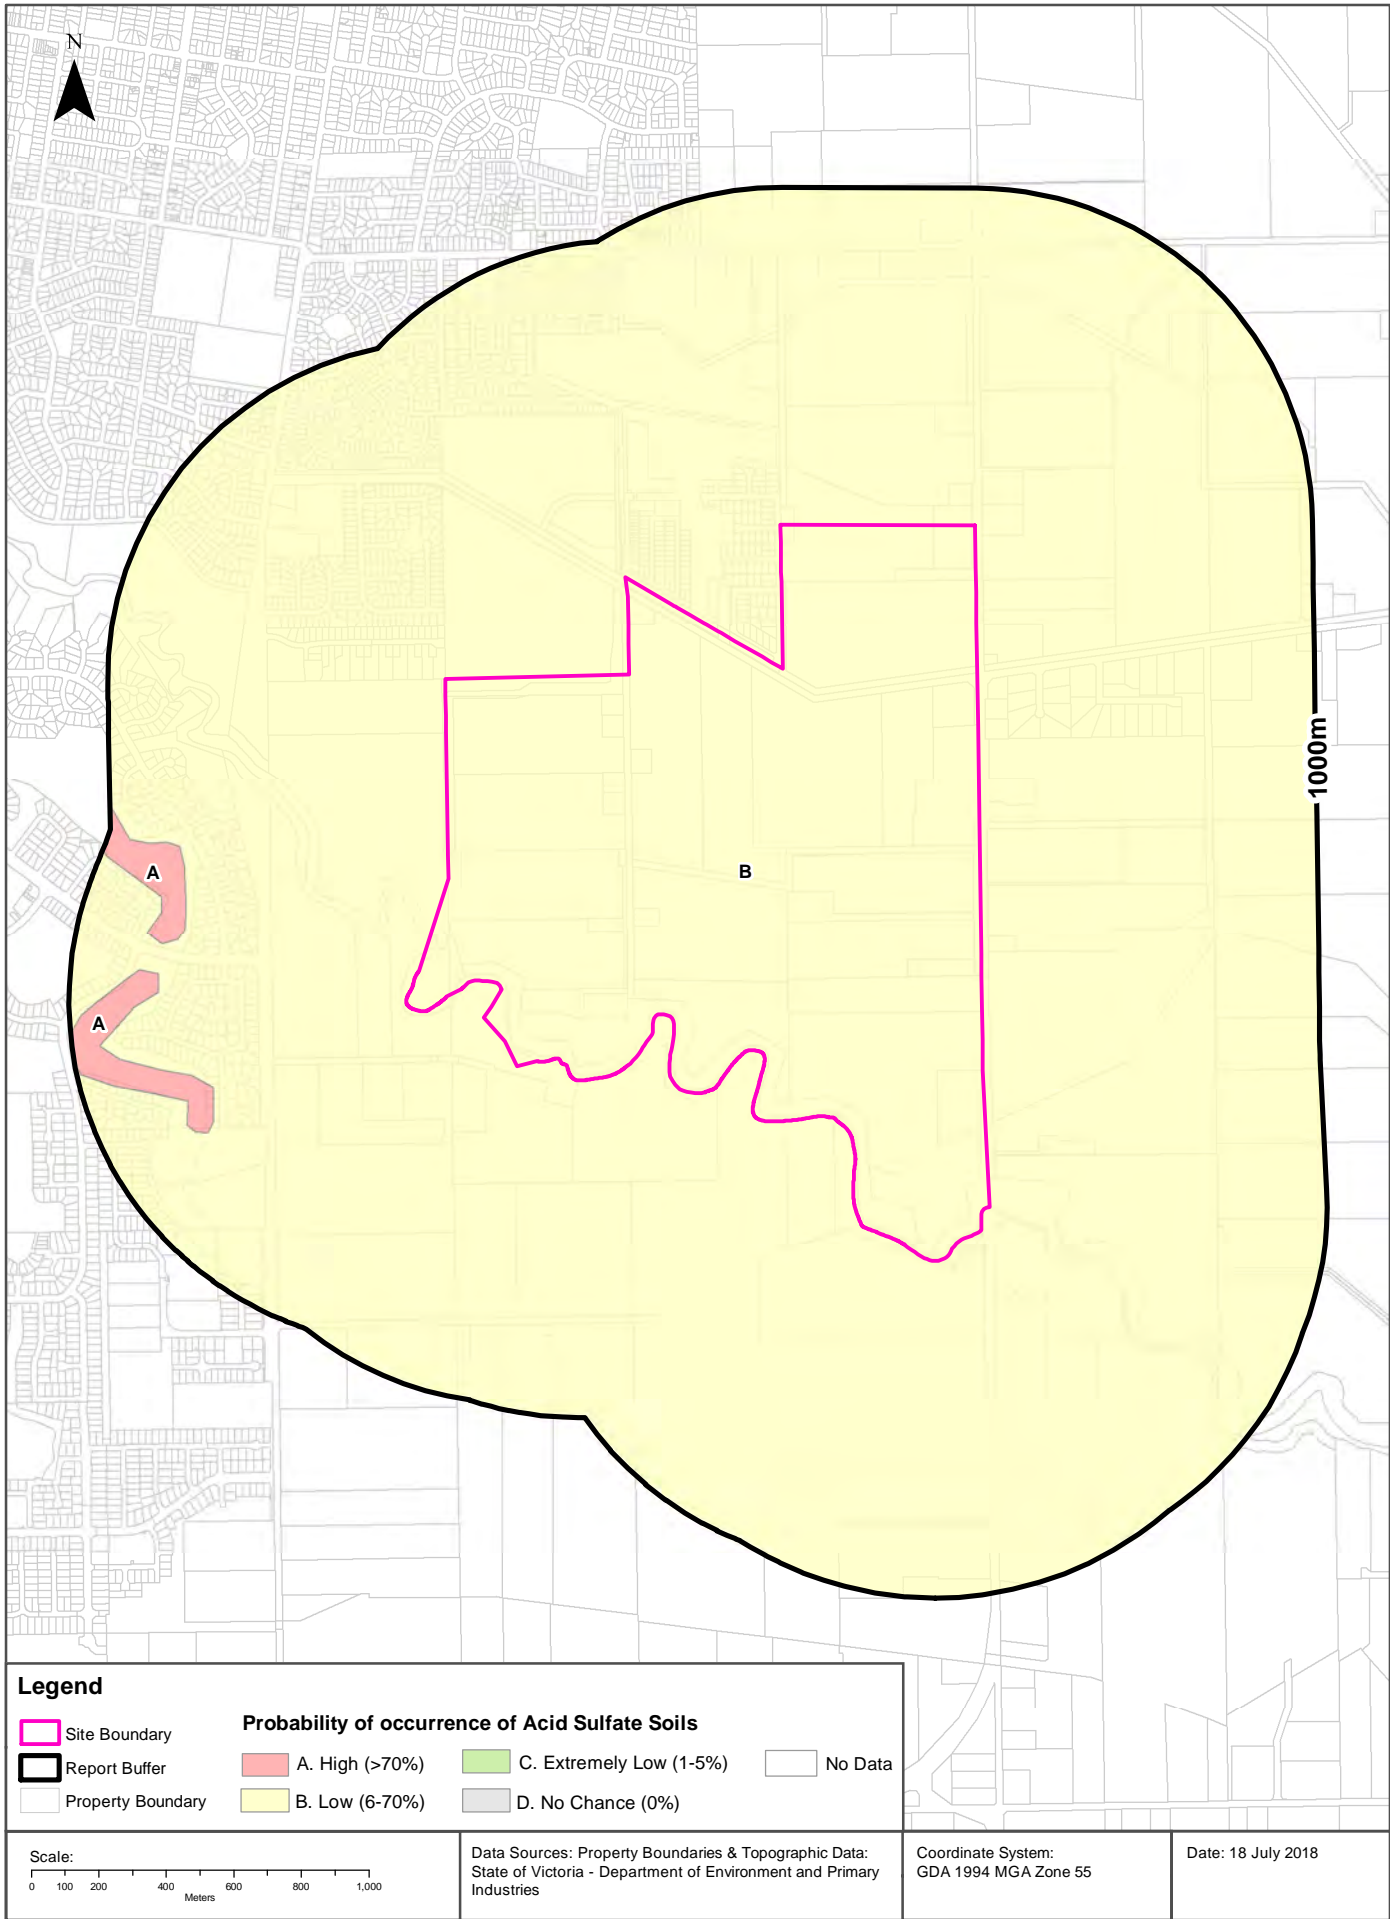 N
1000m
A
B
A
Legend
Site Boundary
Report Buffer
Property Boundary
Probability of occurrence of Acid Sulfate Soils
A. High (>70%)
C. Extremely Low (1-5%)
No Data
B. Low (6-70%)
D. No Chance (0%)
Scale:
0 100 200 400 600 800 1,000
Meters
Data Sources: Property Boundaries & Topographic Data:
State of Victoria - Department of Environment and Primary
Industries
Coordinate System:
GDA 1994 MGA Zone 55
Date: 18 July 2018